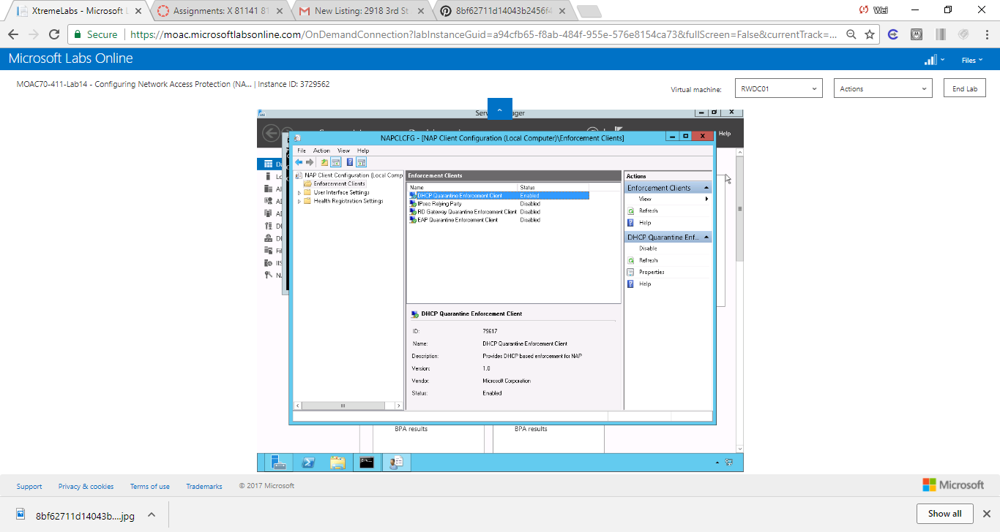 XtremeLabs - Microsoft L
Assignments: X 81141 81
New Listing: 2918 3rd St
8bf62711d14043b2456f4
Wei
Secure
https://moac.microsoftlabsonline.com/OnDemandConnection?labInstanceGuid=a94cfb65-f8ab-484f-955e-576e8154ca73&fullScreen=False&currentTrack=...
Microsoft Labs Online
Files
MOAC70-411-Lab14 - Configuring Network Access Protection (NA... | Instance ID: 3729562
Virtual machine:
RWDC01
Actions
End Lab
Serv
ager
Help
NAPCLCFG - [NAP Client Configuration (Local Computer)\Enforcement Clients]
File Action View Help
NAP Client Configuration (Local Comp
Enforcement Clients
User Interface Settings
Health Registration Settings
Da
Lo
Al
AD
AD
DH
DN
Fil
IIS
NA
Enforcement Clients
Name Status
DHCP Quarantine Enforcement Client Enabled
IPsec Relying Party Disabled
RD Gateway Quarantine Enforcement Client Disabled
EAP Quarantine Enforcement Client Disabled
DHCP Quarantine Enforcement Client
ID: 79617
Name: DHCP Quarantine Enforcement Client
Description: Provides DHCP based enforcement for NAP
Version: 1.0
Vendor: Microsoft Corporation
Status: Enabled
Actions
Enforcement Clients
View
Refresh
Help
DHCP Quarantine Enf...
Disable
Refresh
Properties
Help
BPA results
BPA results
Support
Privacy & cookies
Terms of use
Trademarks
© 2017 Microsoft
Microsoft
8bf62711d14043b....jpg
Show all